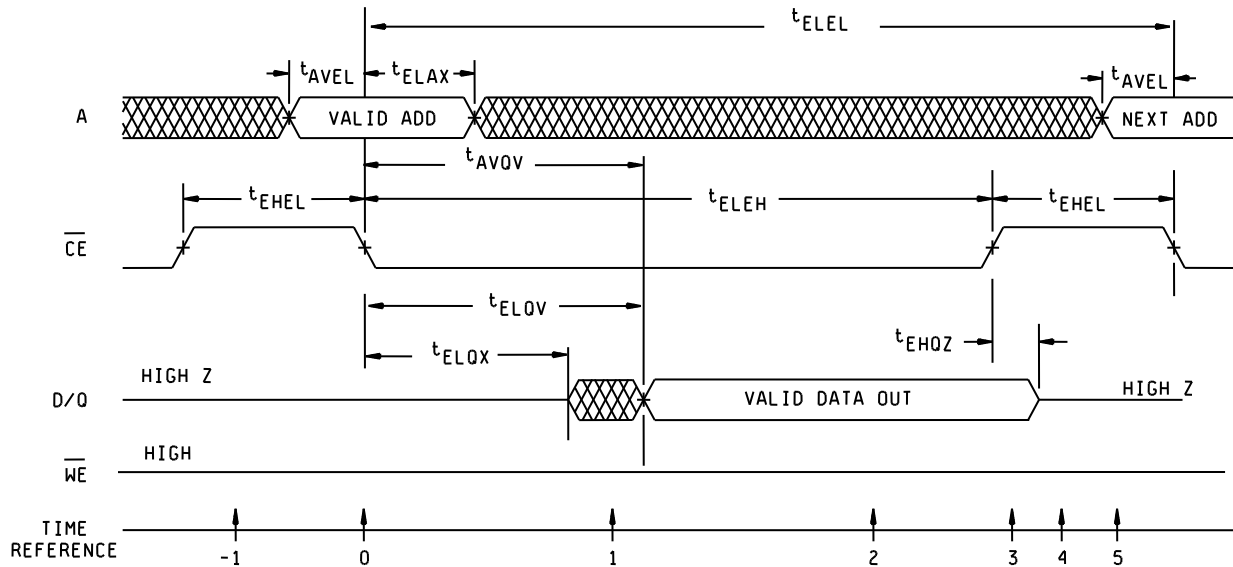 tELEL
tAVEL tELAX tAVEL
A VALID ADD NEXT ADD
tAVQV
tEHEL tELEH tEHEL
CE
tELQV
tELQX tEHQZ
HIGH Z HIGH Z
D/Q VALID DATA OUT
HIGH
WE
TIME
REFERENCE
-1 0 1 2 3 4 5